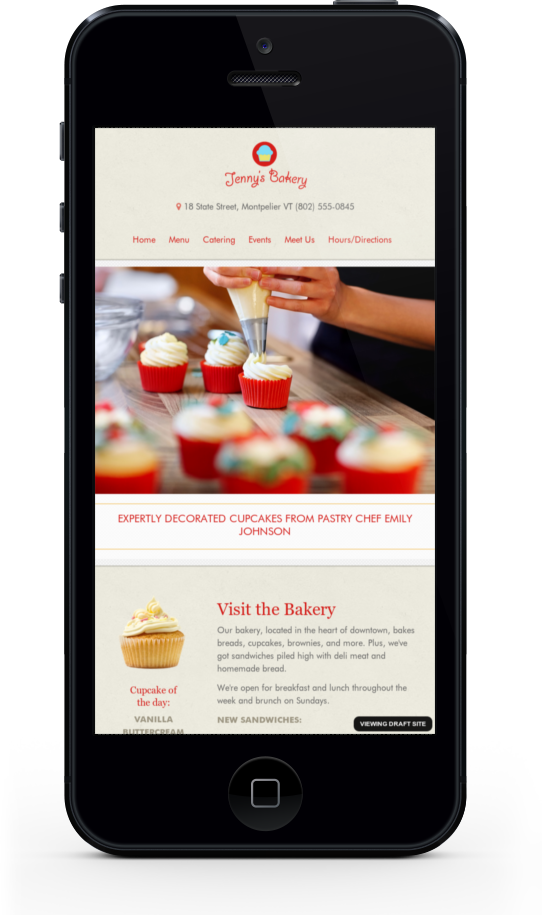 Jenny's Bakery
18 State Street, Montpelier VT (802) 555-0845
Home Menu Catering Events Meet Us Hours/Directions
EXPERTLY DECORATED CUPCAKES FROM PASTRY CHEF EMILY
JOHNSON
Visit the Bakery
Our bakery, located in the heart of downtown, bakes
breads, cupcakes, brownies, and more. Plus, we've
got sandwiches piled high with deli meat and
homemade bread.
We're open for breakfast and lunch throughout the
week and brunch on Sundays.
NEW SANDWICHES:
Cupcake of
the day:
VANILLA
BUTTERCREAM
VIEWING DRAFT SITE